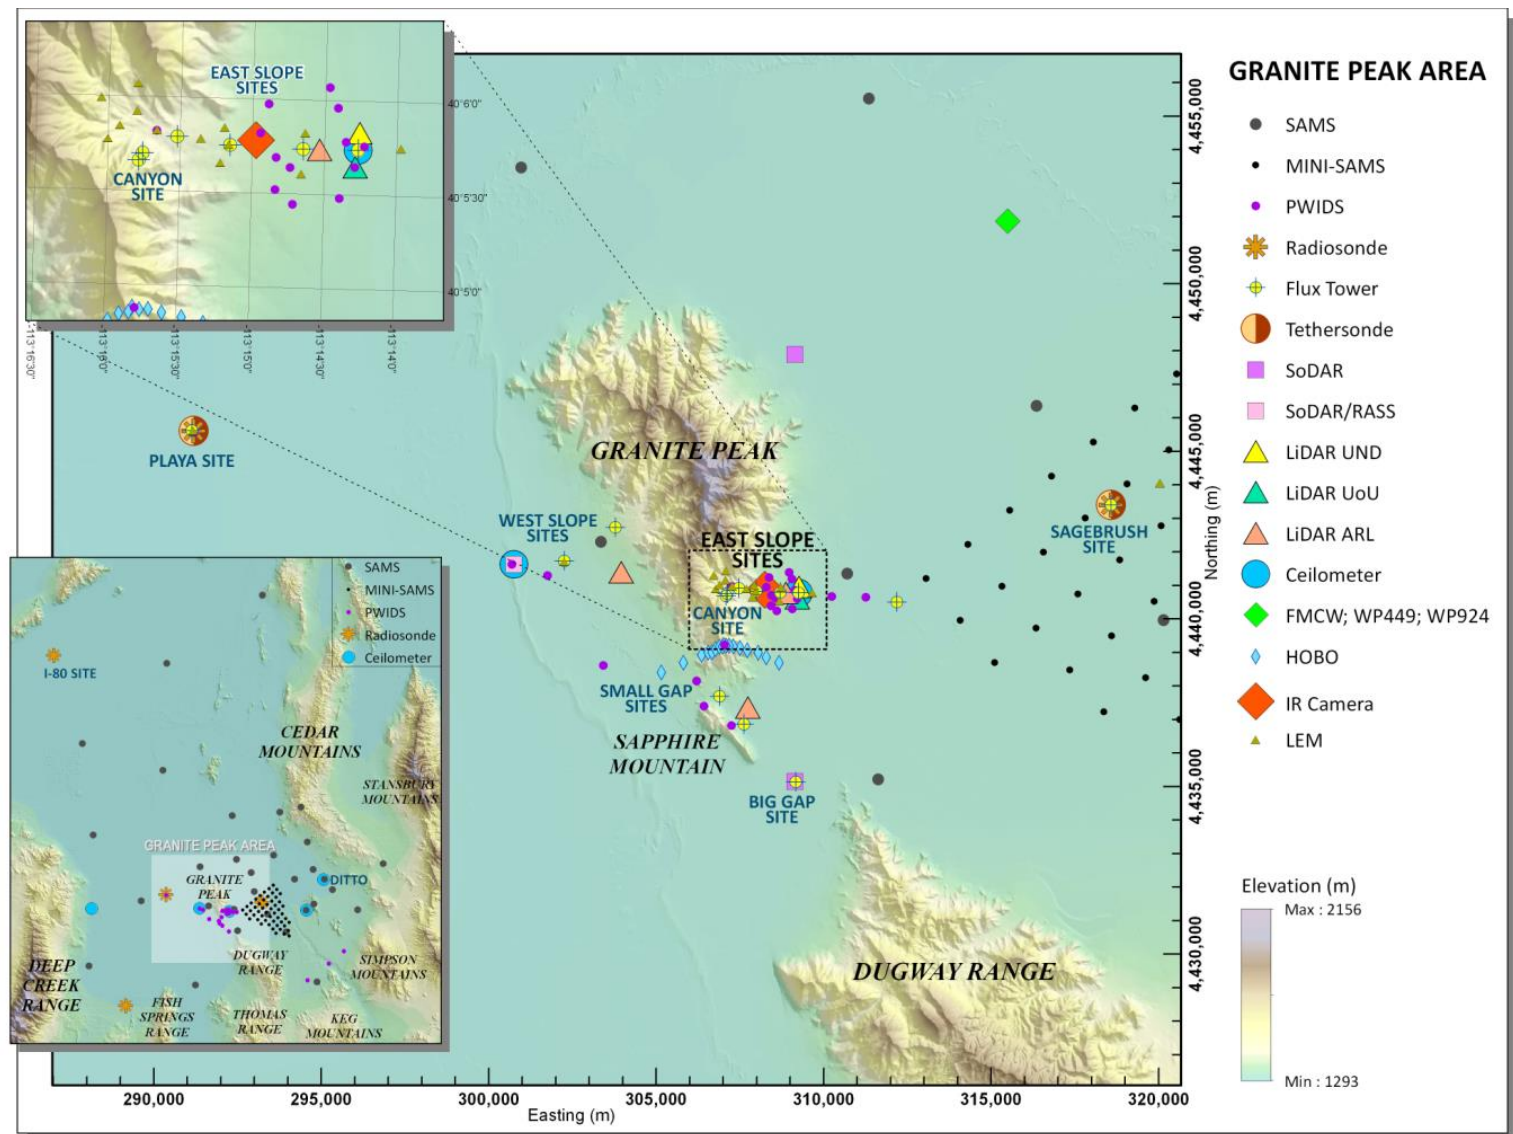 GRANITE PEAK AREA
SAMS
MINI-SAMS
PWIDS
Radiosonde
Flux Tower
Tethersonde
SoDAR
SoDAR/RASS
LiDAR UND
LiDAR UoU
LiDAR ARL
Ceilometer
FMCW; WP449; WP924
HOBO
IR Camera
LEM
Elevation (m)
Max : 2156
Min : 1293
EAST SLOPE
SITES
CANYON
SITE
40°6'0"
40°5'30"
40°5'0"
113°16'30"
113°16'0"
113°15'30"
113°15'0"
113°14'30"
113°14'0"
PLAYA SITE
GRANITE PEAK
WEST SLOPE
SITES
EAST SLOPE
SITES
CANYON
SITE
SAGEBRUSH
SITE
SMALL GAP
SITES
SAPPHIRE
MOUNTAIN
BIG GAP
SITE
DUGWAY RANGE
4,455,000
4,450,000
4,445,000
4,440,000
4,435,000
4,430,000
Northing (m)
290,000
295,000
300,000
305,000
310,000
315,000
320,000
Easting (m)
SAMS
MINI-SAMS
PWIDS
Radiosonde
Ceilometer
I-80 SITE
CEDAR
MOUNTAINS
STANSBURY
MOUNTAINS
GRANITE PEAK AREA
GRANITE
PEAK
DITTO
DUGWAY
RANGE
SIMPSON
MOUNTAINS
DEEP
CREEK
RANGE
FISH
SPRINGS
RANGE
THOMAS
RANGE
KEG
MOUNTAINS